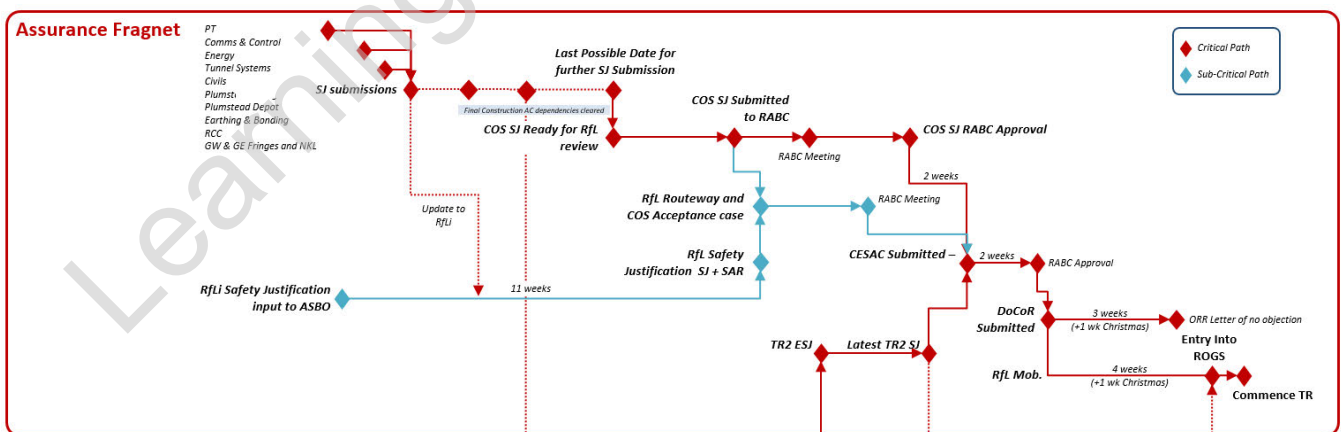 Assurance Fragnet
PT
Comms & Control
Energy
Tunnel Systems
Civils
Plumstead Depot
Earthing & Bonding
RCC
GW & GE Fringes and NKL
SJ submissions
Last Possible Date for
further SJ Submission
Final Construction AC dependencies cleared
COS SJ Ready for RfL
review
COS SJ Submitted
to RABC
RABC Meeting
COS SJ RABC Approval
2 weeks
Critical Path
Sub-Critical Path
Update to
RfLi
RfL Routeway and
COS Acceptance case
RABC Meeting
RfL Safety
Justification SJ + SAR
CESAC Submitted –
2 weeks
RABC Approval
RfLi Safety Justification
input to ASBO
11 weeks
DoCoR
Submitted
3 weeks
(+1 wk Christmas)
ORR Letter of no objection
Entry Into
ROGS
TR2 ESJ
Latest TR2 SJ
RfL Mob.
4 weeks
(+1 wk Christmas)
Commence TR
Learning